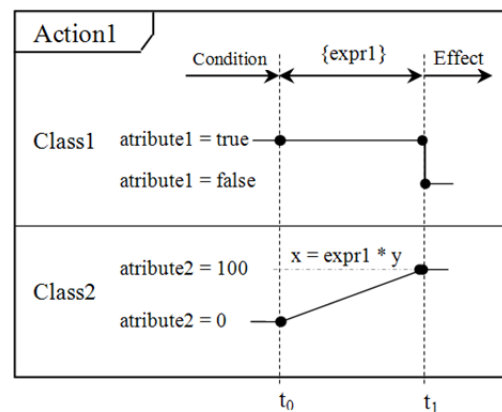 Action1
Condition {expr1} Effect
Class1 atribute1 = true
atribute1 = false
x = expr1 * y
atribute2 = 100
Class2
atribute2 = 0
t0 t1